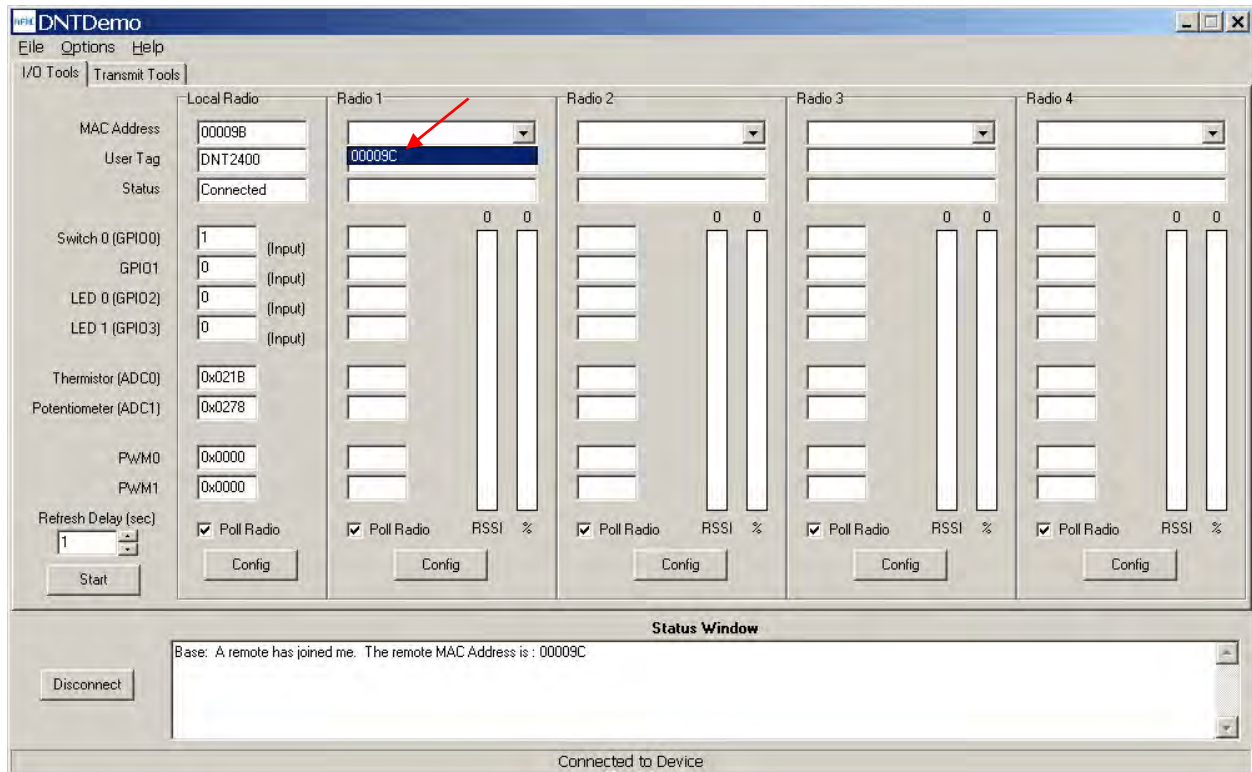 RFM DNTDemo
File Options Help
I/O Tools Transmit Tools
Local Radio Radio 1 Radio 2 Radio 3 Radio 4
MAC Address 00009B
User Tag DNT2400 00009C
Status Connected
0 0 0 0 0 0 0 0
Switch 0 (GPIO0) 1 (Input)
GPIO1 0 (Input)
LED 0 (GPIO2) 0 (Input)
LED 1 (GPIO3) 0 (Input)
Thermistor (ADC0) 0x021B
Potentiometer (ADC1) 0x0278
PWM0 0x0000
PWM1 0x0000
Refresh Delay (sec)
1
Poll Radio Poll Radio RSSI % Poll Radio RSSI % Poll Radio RSSI % Poll Radio RSSI %
Start Config Config Config Config Config
Status Window
Base: A remote has joined me. The remote MAC Address is : 00009C
Disconnect
Connected to Device